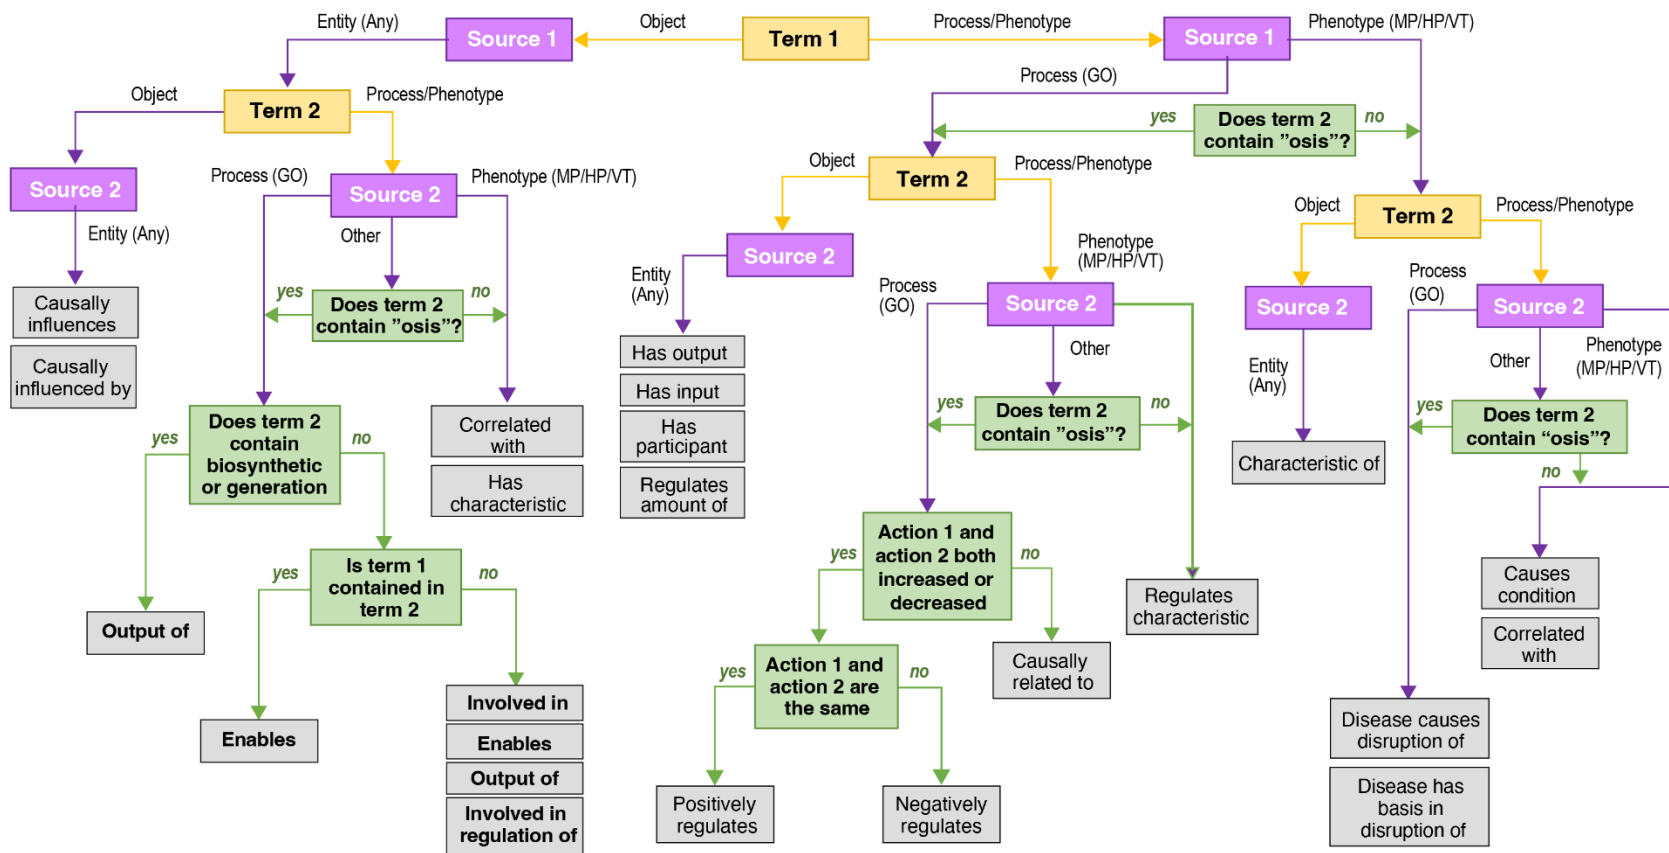 Entity (Any)
Source 1
Object
Term 1
Process/Phenotype
Source 1
Phenotype (MP/HP/VT)
Process (GO)
Object
Term 2
Process/Phenotype
yes
Does term 2
contain ”osis”?
no
Source 2
Process (GO)
Source 2
Phenotype (MP/HP/VT)
Other
Entity (Any)
Causally
influences
Causally
influenced by
yes
Does term 2
contain ”osis”?
no
Does term 2
contain
biosynthetic
or generation
yes
no
Correlated
with
Has
characteristic
Output of
yes
Is term 1
contained in
term 2
no
Enables
Involved in
Enables
Output of
Involved in
regulation of
Object
Term 2
Process/Phenotype
Source 2
Entity
(Any)
Has output
Has input
Has
participant
Regulates
amount of
Phenotype
(MP/HP/VT)
Process
(GO)
Source 2
Other
yes
Does term 2
contain ”osis”?
no
yes
Action 1 and
action 2 both
increased or
decreased
no
Regulates
characteristic
Causally
related to
yes
Action 1 and
action 2 are
the same
no
Positively
regulates
Negatively
regulates
Object
Term 2
Process/Phenotype
Source 2
Entity
(Any)
Characteristic of
Process
(GO)
Source 2
Other
Phenotype
(MP/HP/VT)
yes
Does term 2
contain “osis”?
no
Causes
condition
Correlated
with
Disease causes
disruption of
Disease has
basis in
disruption of